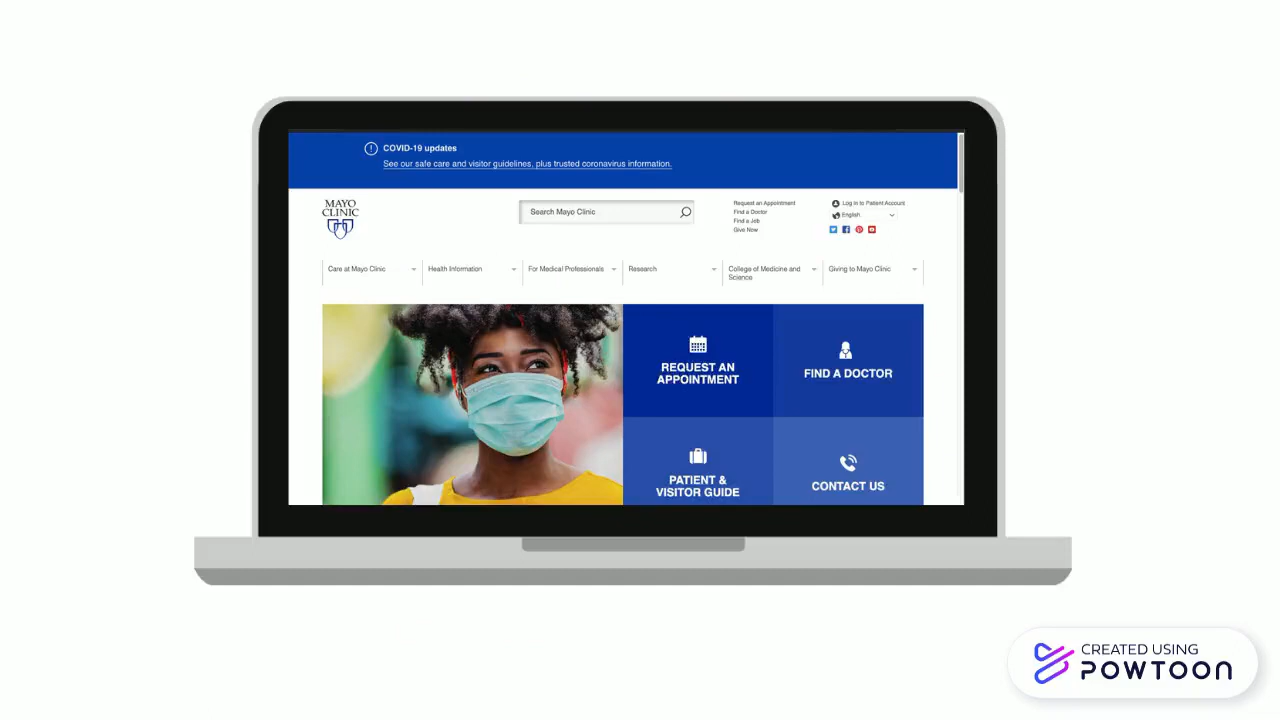 COVID-19 updates
See our safe care and visitor guidelines, plus trusted coronavirus information.
MAYO
CLINIC
Search Mayo Clinic
Request an Appointment
Find a Doctor
Find a Job
Give Now
Log in to Patient Account
English
Care at Mayo Clinic
Health Information
For Medical Professionals
Research
College of Medicine and
Science
Giving to Mayo Clinic
REQUEST AN
APPOINTMENT
FIND A DOCTOR
PATIENT &
VISITOR GUIDE
CONTACT US
CREATED USING
POWTOON